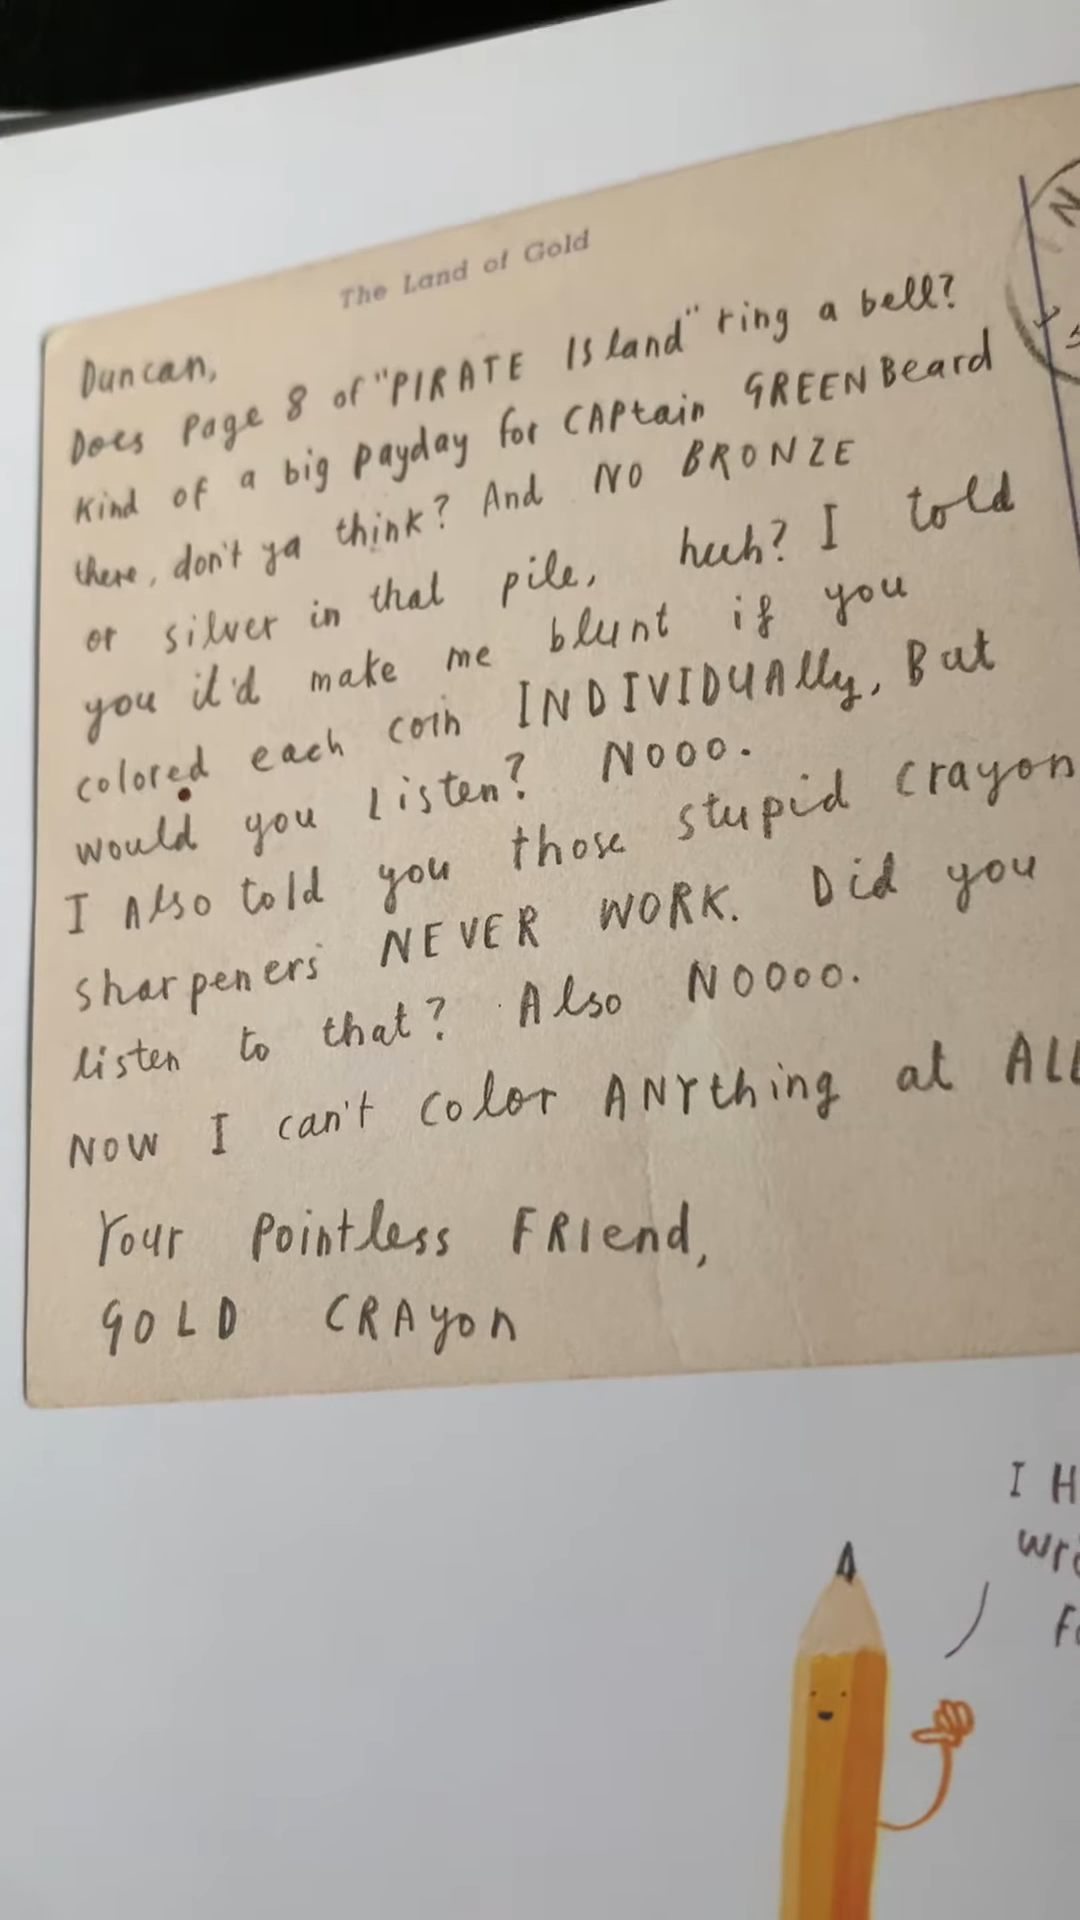 The Land of Gold
Duncan,
Does Page 8 of "PIRATE ISland" ring a bell?
Kind of a big payday for CAPtain GREENBeard
there, don't ya think? And NO BRONZE
or silver in that pile, huh? I told
you it'd make me blunt if you
colored each coin INDIVIDUAlly, But
would you Listen? NOOO.
I Also told you those stupid crayon
sharpeners NEVER WORK. Did you
listen to that? Also NOOOO.
NOW I can't color ANYthing at ALL
Your Pointless FRIend,
GOLD CRAyon
I H
wr
Fo